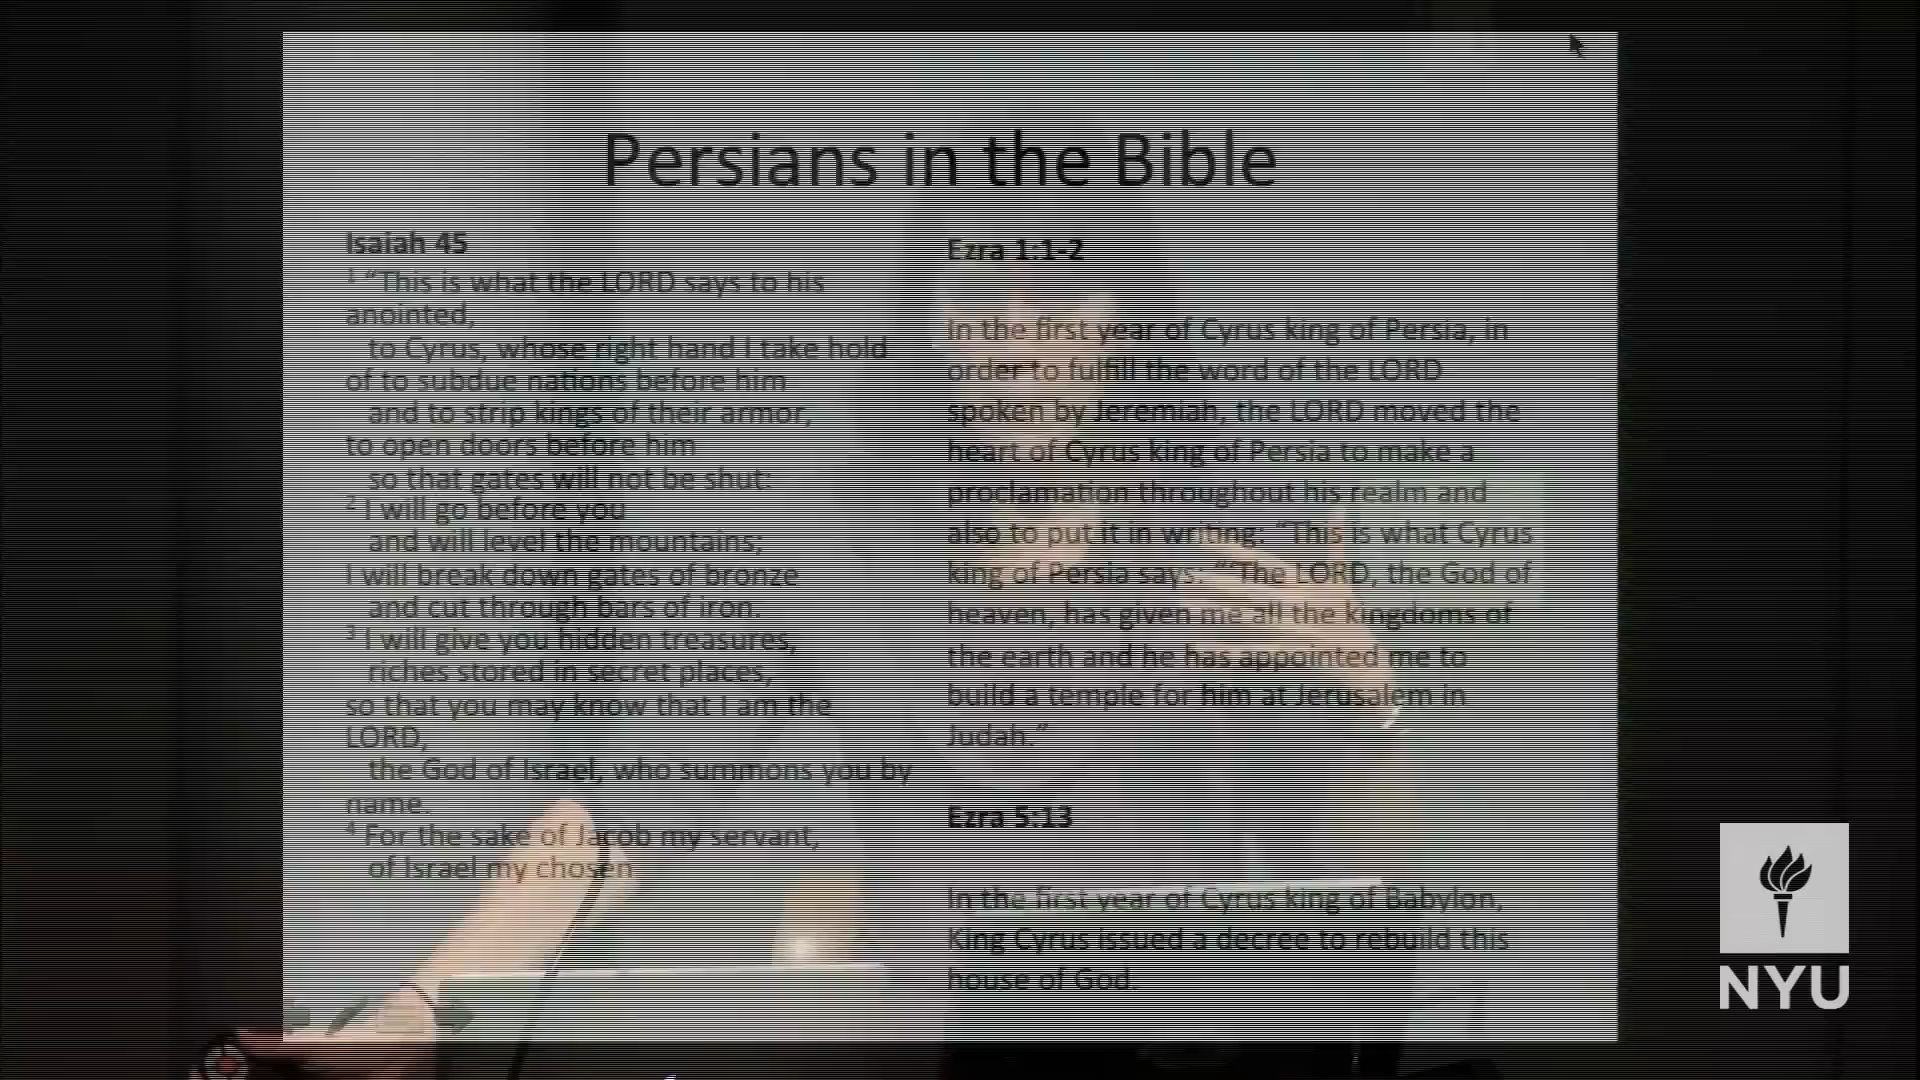 Persians in the Bible
Isaiah 45
1 “This is what the LORD says to his
anointed,
to Cyrus, whose right hand I take hold
of to subdue nations before him
and to strip kings of their armor,
to open doors before him
so that gates will not be shut:
2 I will go before you
and will level the mountains;
I will break down gates of bronze
and cut through bars of iron.
3 I will give you hidden treasures,
riches stored in secret places,
so that you may know that I am the
LORD,
the God of Israel, who summons you by
name.
4 For the sake of Jacob my servant,
of Israel my chosen
Ezra 1:1-2
In the first year of Cyrus king of Persia, in
order to fulfill the word of the LORD
spoken by Jeremiah, the LORD moved the
heart of Cyrus king of Persia to make a
proclamation throughout his realm and
also to put it in writing: “This is what Cyrus
king of Persia says: “‘The LORD, the God of
heaven, has given me all the kingdoms of
the earth and he has appointed me to
build a temple for him at Jerusalem in
Judah.”
Ezra 5:13
In the first year of Cyrus king of Babylon,
King Cyrus issued a decree to rebuild this
house of God.
NYU